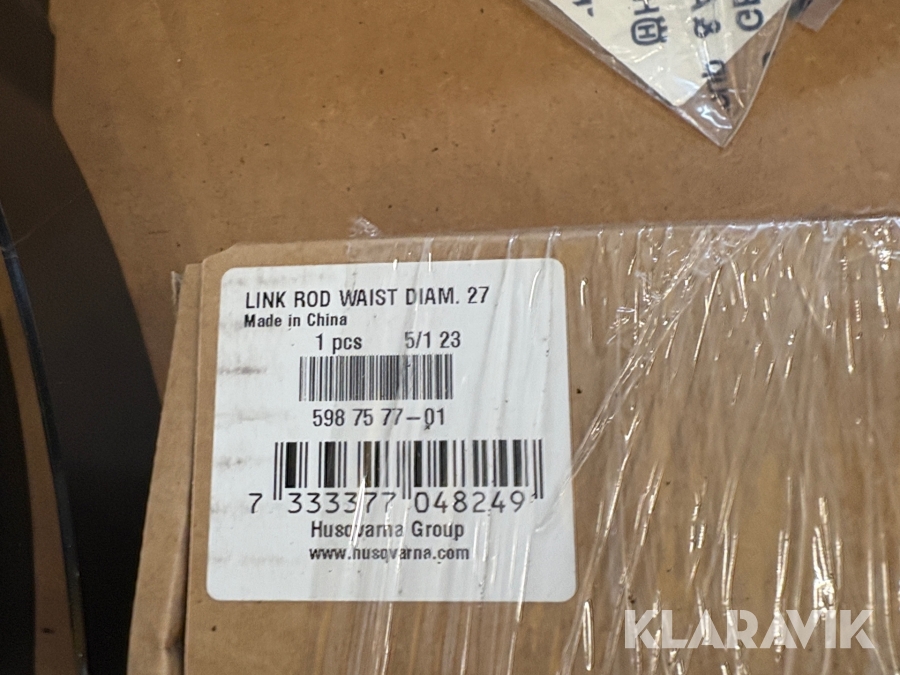 LINK ROD WAIST DIAM. 27
Made in China
1 pcs 5/1 23
598 75 77-01
7 333377 048249
Husqvarna Group
www.husqvarna.com
KLARAVIK